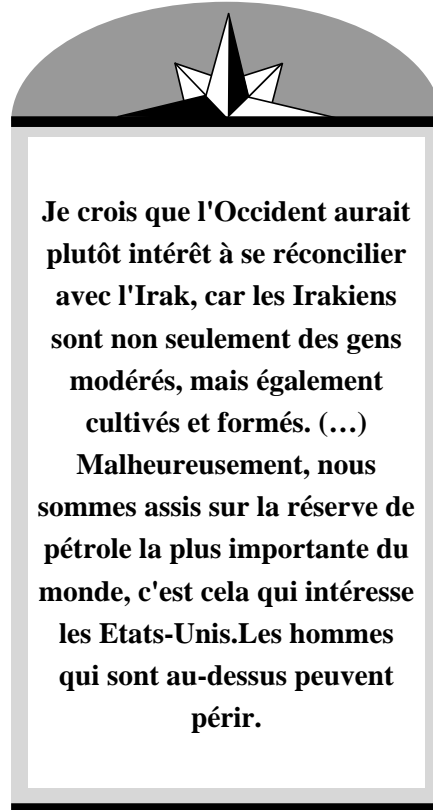 Je crois que l'Occident aurait
plutôt intérêt à se réconcilier
avec l'Irak, car les Irakiens
sont non seulement des gens
modérés, mais également
cultivés et formés. (…)
Malheureusement, nous
sommes assis sur la réserve de
pétrole la plus importante du
monde, c'est cela qui intéresse
les Etats-Unis.Les hommes
qui sont au-dessus peuvent
périr.